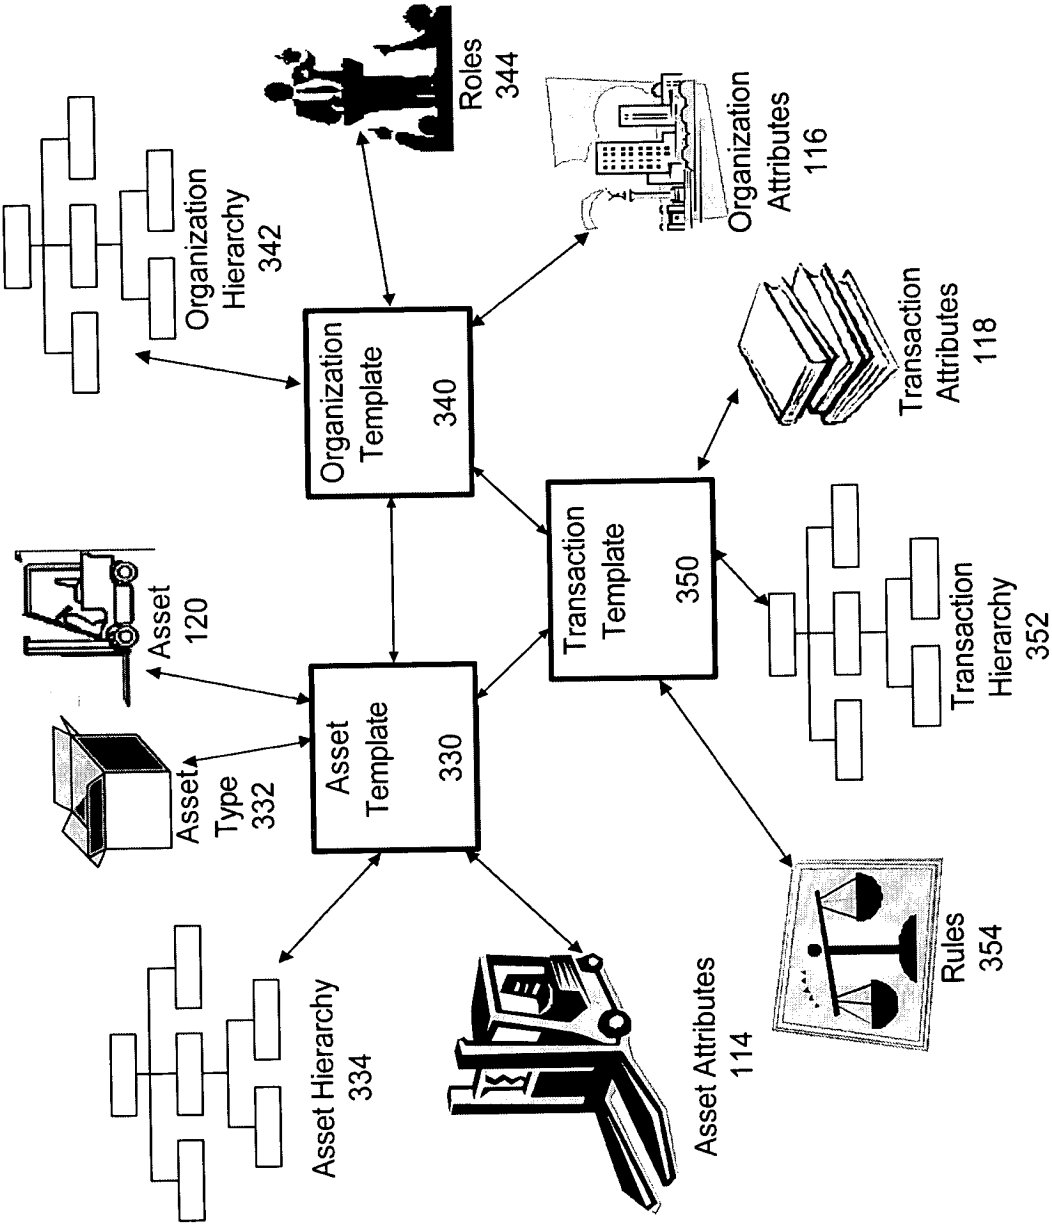 Asset Hierarchy
334
Asset
Type
332
Asset
120
Organization
Hierarchy
342
Roles
344
Asset
Template
330
Organization
Template
340
Organization
Attributes
116
Asset Attributes
114
Transaction
Template
350
Transaction
Attributes
118
Rules
354
Transaction
Hierarchy
352